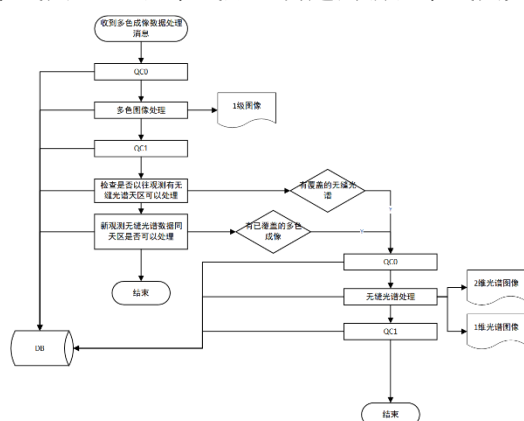 收到多色成像数据处理
消息
QC0
多色图像处理
1级图像
QC1
检查是否以往观测有无
缝光谱天区可以处理
有覆盖的无缝光
谱
Y
新观测无缝光谱数据同
天区是否可以处理
有已覆盖的多色
成像
Y
结束
QC0
无缝光谱处理
2维光谱图像
1维光谱图像
QC1
DB
结束